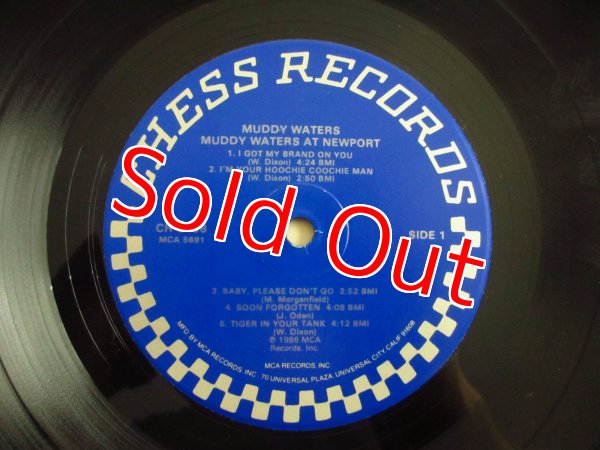 CHESS RECORDS
MUDDY WATERS
MUDDY WATERS AT NEWPORT
1. I GOT MY BRAND ON YOU
(W. Dixon) 4:24 BMI
2. I'M YOUR HOOCHIE COOCHIE MAN
(W. Dixon) 2:50 BMI
Sold Out
MCA 5691
SIDE 1
3. BABY, PLEASE DON'T GO 2:52 BMI
(M. Morganfield)
4. SOON FORGOTTEN 4:08 BMI
(J. Oden)
5. TIGER IN YOUR TANK 4:12 BMI
(W. Dixon)
℗ 1986 MCA
Records, Inc.
MCA RECORDS, INC
MFD BY MCA RECORDS, INC. 70 UNIVERSAL PLAZA, UNIVERSAL CITY, CALIF. 91608